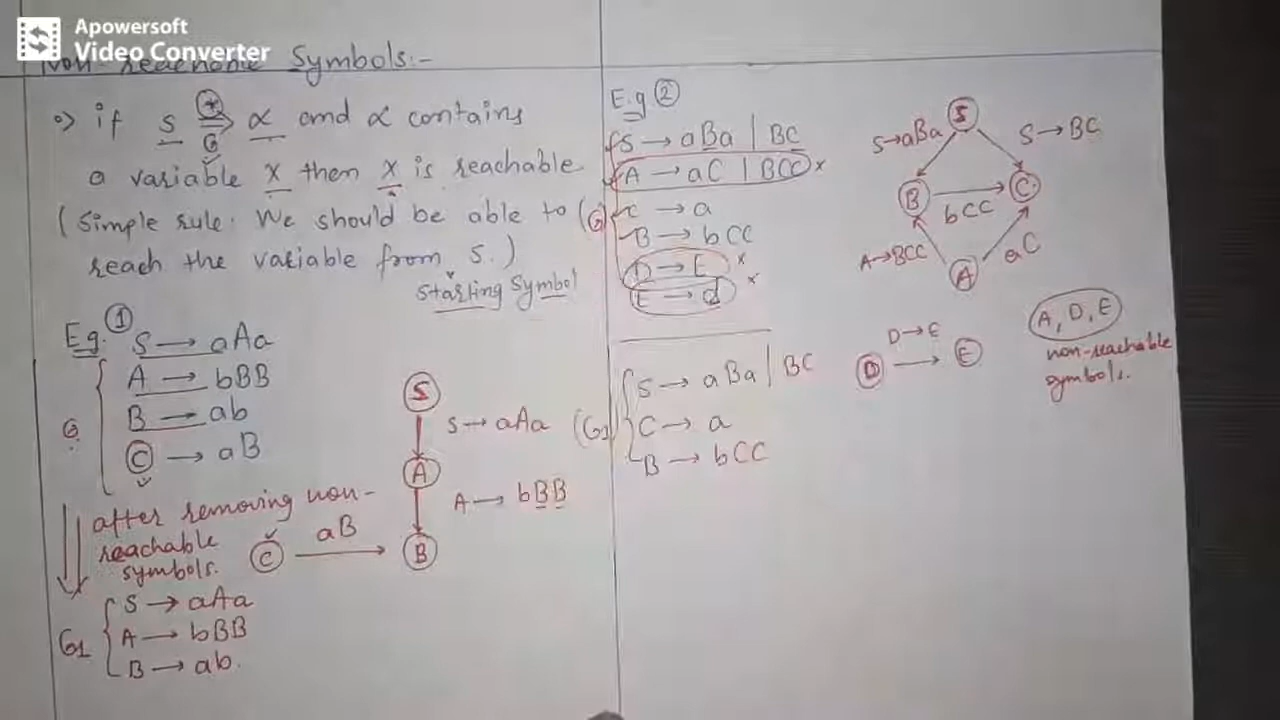 Apowersoft
Video Converter
Non-reachable Symbols:-
if S *⇒G α and α contains
a variable X then X is reachable
(Simple rule: We should be able to
reach the variable from S.)
Starting Symbol
Eg. ①
G
S → aAa
A → bBB
B → ab
C → aB
after removing non-
reachable
symbols.
G1
S → aAa
A → bBB
B → ab.
S
S → aAa
A
A → bBB
C
aB
B
E.g ②
(G)
S → aBa | BC
A → aC | BCC x
C → a
B → bCC
D → E x
E → d x
(G1)
S → aBa | BC
C → a
B → bCC
S
S → aBa
S → BC
B
bCC
C
A → BCC
aC
A
D
D → E
E
A, D, E
non-reachable
symbols.